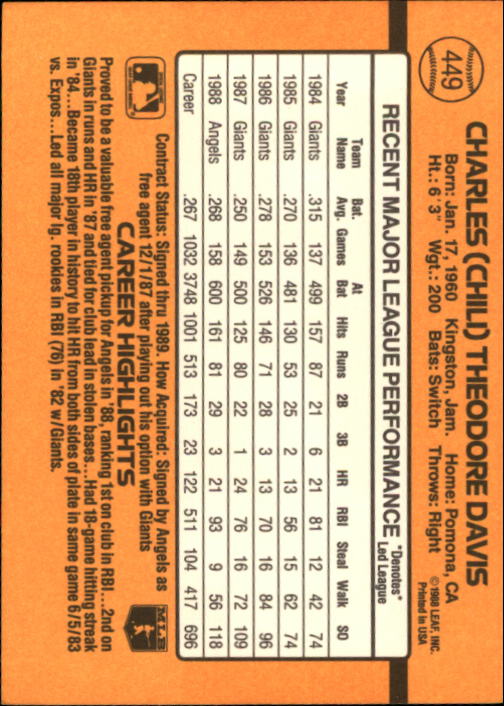 449
CHARLES (CHILI) THEODORE DAVIS
Born: Jan. 17, 1960 Kingston, Jam. Home: Pomona, CA
Ht.: 6' 3" Wgt.: 200 Bats: Switch Throws: Right
© 1988 LEAF, INC.
Printed in USA
RECENT MAJOR LEAGUE PERFORMANCE *Denotes* Led League
Year Team Name Bat. Avg. Games At Bat Hits Runs 2B 3B HR RBI Steal Walk SO
1984 Giants .315 137 499 157 87 21 6 21 81 12 42 74
1985 Giants .270 136 481 130 53 25 2 13 56 15 62 74
1986 Giants .278 153 526 146 71 28 3 13 70 16 84 96
1987 Giants .250 149 500 125 80 22 1 24 76 16 72 109
1988 Angels .268 158 600 161 81 29 3 21 93 9 56 118
Career .267 1032 3748 1001 513 173 23 122 511 104 417 696
Contract Status: Signed thru 1989. How Acquired: Signed by Angels as
free agent 12/1/87 after playing out his option with Giants
CAREER HIGHLIGHTS
MLB
Proved to be a valuable free agent pickup for Angels in '88, ranking 1st on club in RBI...2nd on
Giants in runs and HR in '87 and tied for club lead in stolen bases...Had 18-game hitting streak
in '84...Became 18th player in history to hit HR from both sides of plate in same game 6/5/83
vs. Expos...Led all major lg. rookies in RBI (76) in '82 w/Giants.